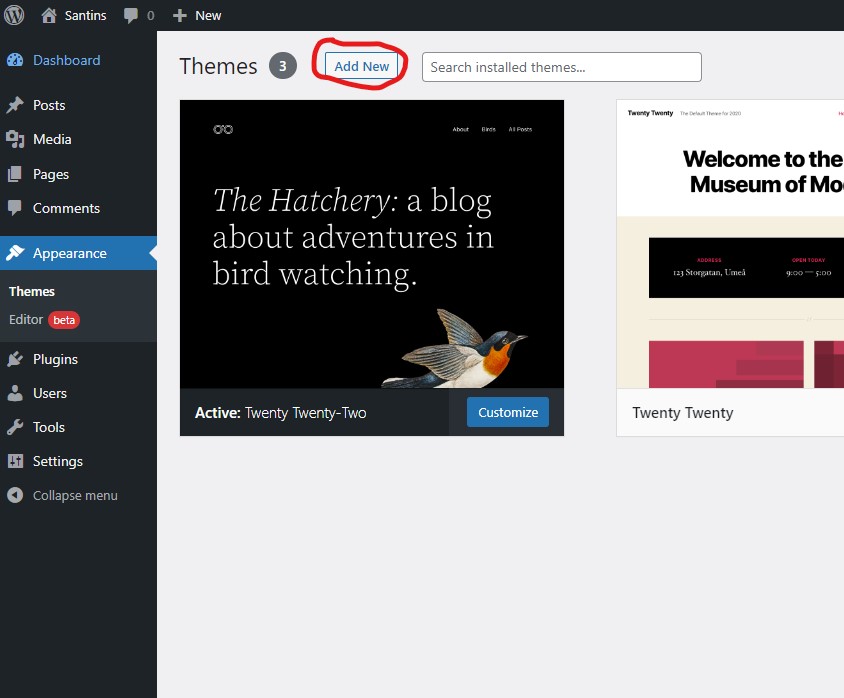 Santins 0 New
Dashboard
Posts
Media
Pages
Comments
Appearance
Themes
Editor beta
Plugins
Users
Tools
Settings
Collapse menu
Themes 3 Add New Search installed themes...
About Birds All Posts
The Hatchery: a blog
about adventures in
bird watching.
Active: Twenty Twenty-Two Customize
Twenty Twenty The Default Theme for 2020
Welcome to the
Museum of Mo
ADDRESS OPEN TODAY
123 Storgatan, Umeå 9:00 — 5:00
Twenty Twenty